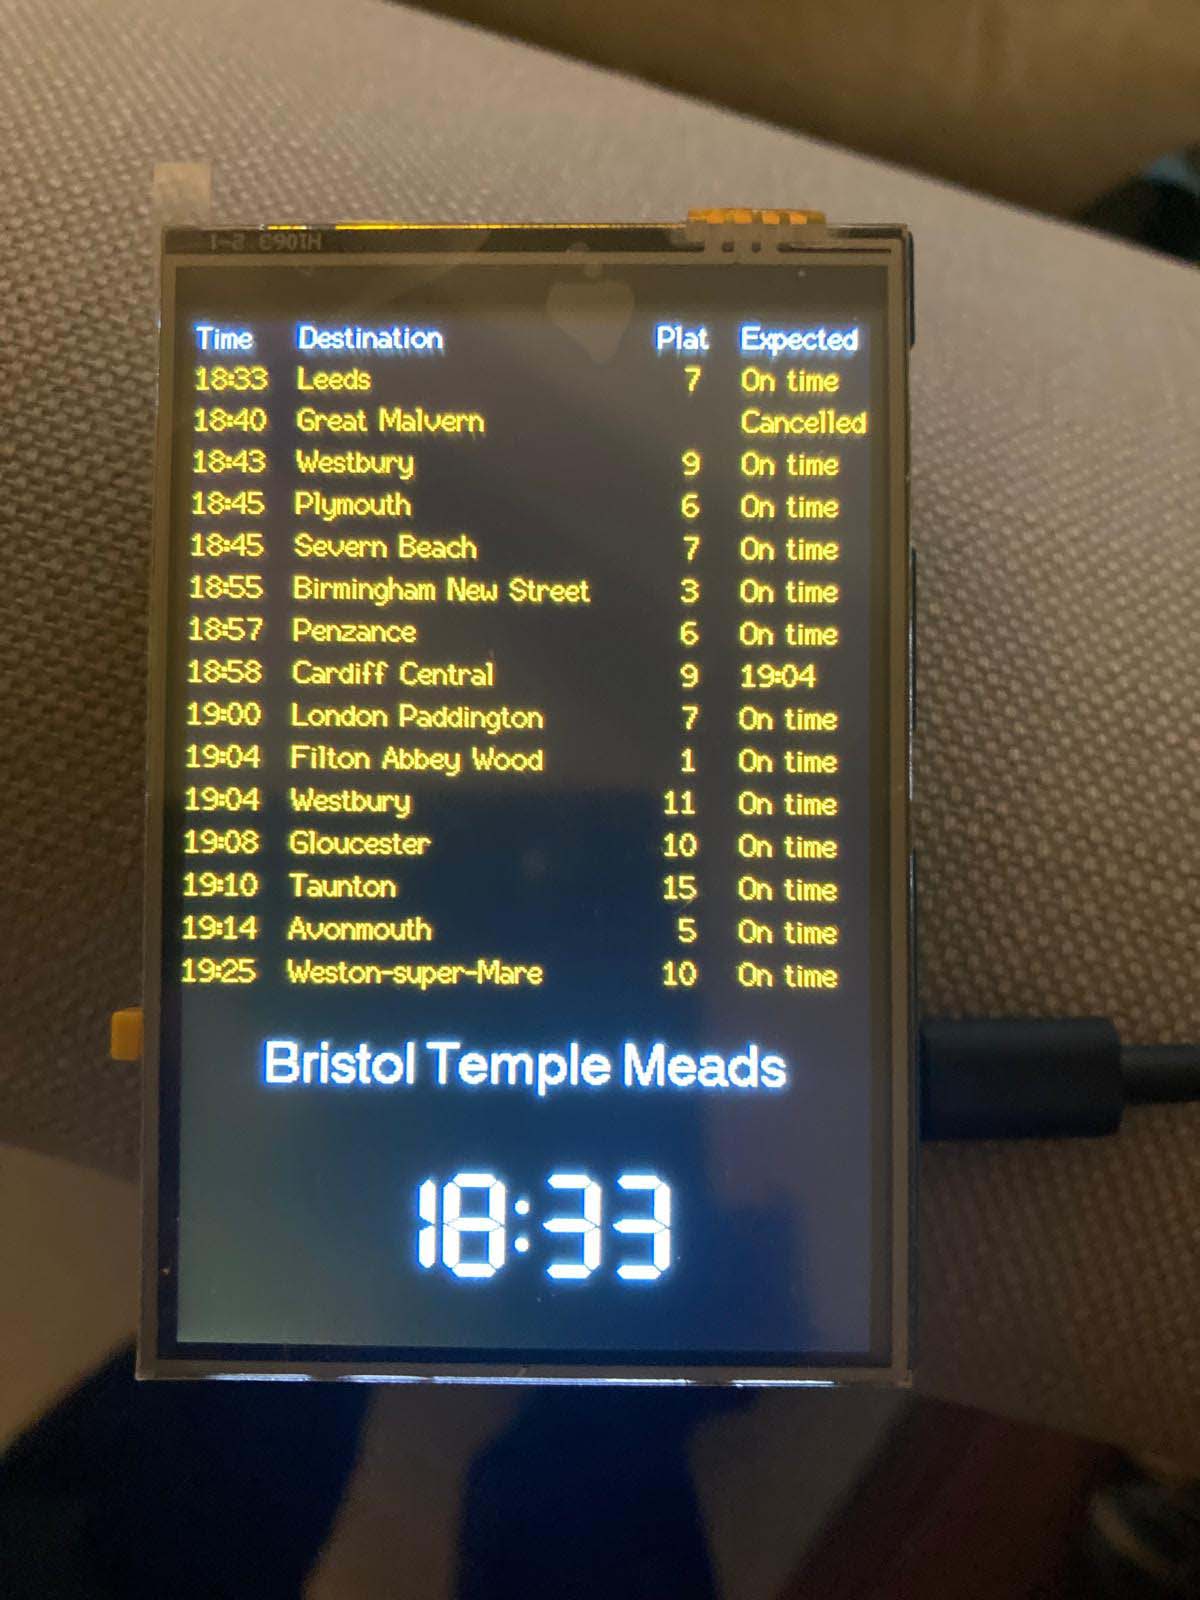 H1063 2-1
Time Destination Plat Expected
18:33 Leeds 7 On time
18:40 Great Malvern Cancelled
18:43 Westbury 9 On time
18:45 Plymouth 6 On time
18:45 Severn Beach 7 On time
18:55 Birmingham New Street 3 On time
18:57 Penzance 6 On time
18:58 Cardiff Central 9 19:04
19:00 London Paddington 7 On time
19:04 Filton Abbey Wood 1 On time
19:04 Westbury 11 On time
19:08 Gloucester 10 On time
19:10 Taunton 15 On time
19:14 Avonmouth 5 On time
19:25 Weston-super-Mare 10 On time
Bristol Temple Meads
18:33